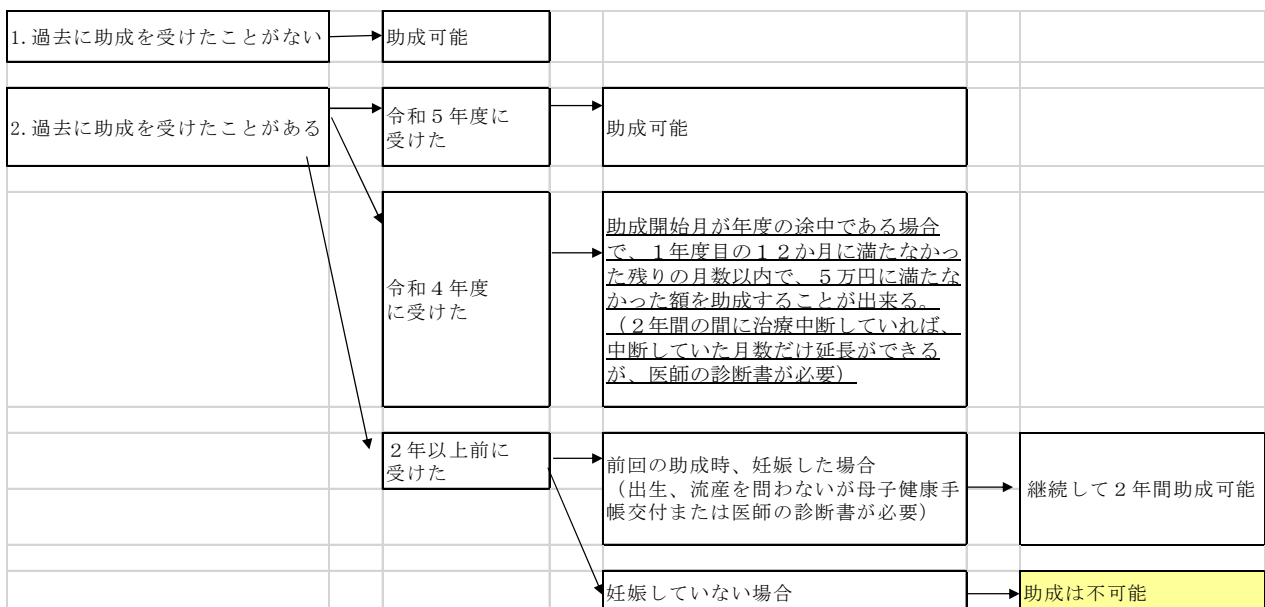 1.過去に助成を受けたことがない
助成可能
2.過去に助成を受けたことがある
令和５年度に
受けた
助成可能
令和４年度
に受けた
助成開始月が年度の途中である場合
で、１年度目の１２か月に満たなかっ
た残りの月数以内で、５万円に満たな
かった額を助成することが出来る。
（２年間の間に治療中断していれば、
中断していた月数だけ延長ができる
が、医師の診断書が必要）
２年以上前に
受けた
前回の助成時、妊娠した場合
（出生、流産を問わないが母子健康手
帳交付または医師の診断書が必要）
継続して２年間助成可能
妊娠していない場合
助成は不可能